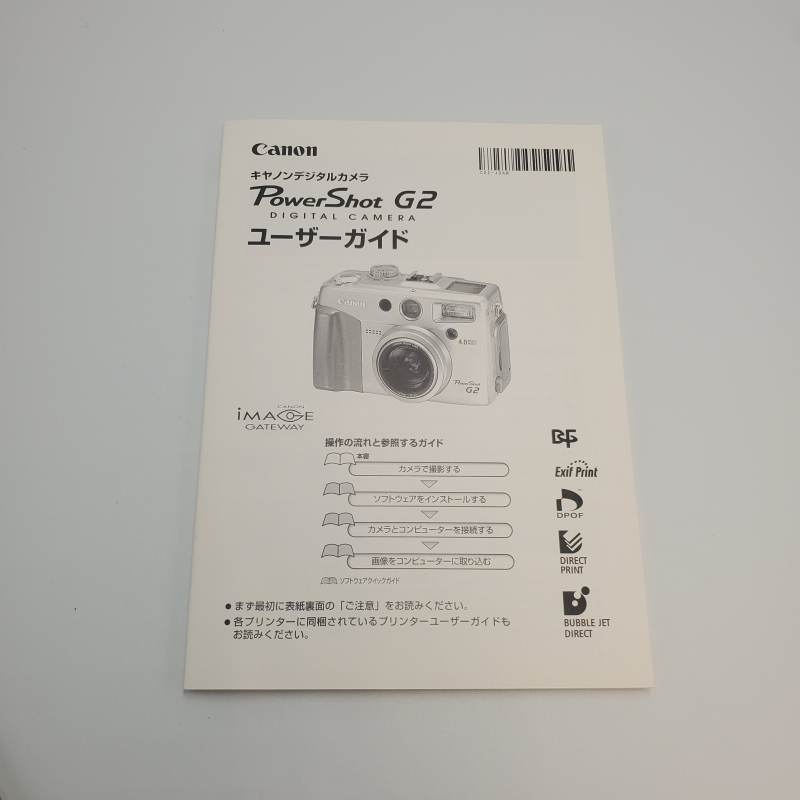 Canon
キヤノンデジタルカメラ
PowerShot G2
DIGITAL CAMERA
ユーザーガイド
Canon
PowerShot
G2
CANON
iMAGE
GATEWAY
操作の流れと参照するガイド
本書
カメラで撮影する
ソフトウェアをインストールする
カメラとコンピューターを接続する
画像をコンピューターに取り込む
ソフトウェアクイックガイド
Exif Print
DPOF
DIRECT
PRINT
BUBBLE JET
DIRECT
●まず最初に表紙裏面の「ご注意」をお読みください。
●各プリンターに同梱されているプリンターユーザーガイドも
お読みください。